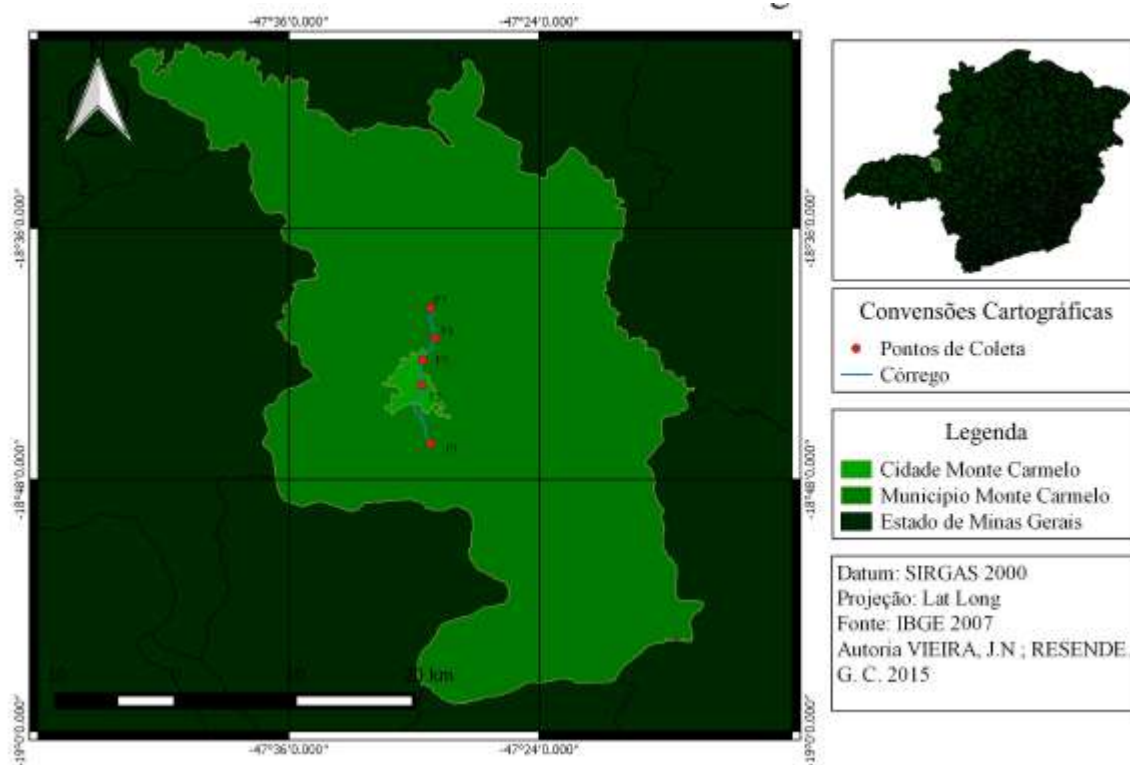 -47°36'0.000"
-47°24'0.000"
-18°36'0.000"
-18°36'0.000"
-18°48'0.000"
-18°48'0.000"
-19°0'0.000"
-19°0'0.000"
20 km
-47°36'0.000"
-47°24'0.000"
Convensões Cartográficas
Pontos de Coleta
Córrego
Legenda
Cidade Monte Carmelo
Município Monte Carmelo
Estado de Minas Gerais
Datum: SIRGAS 2000
Projeção: Lat Long
Fonte: IBGE 2007
Autoria VIEIRA, J.N ; RESENDE,
G. C. 2015